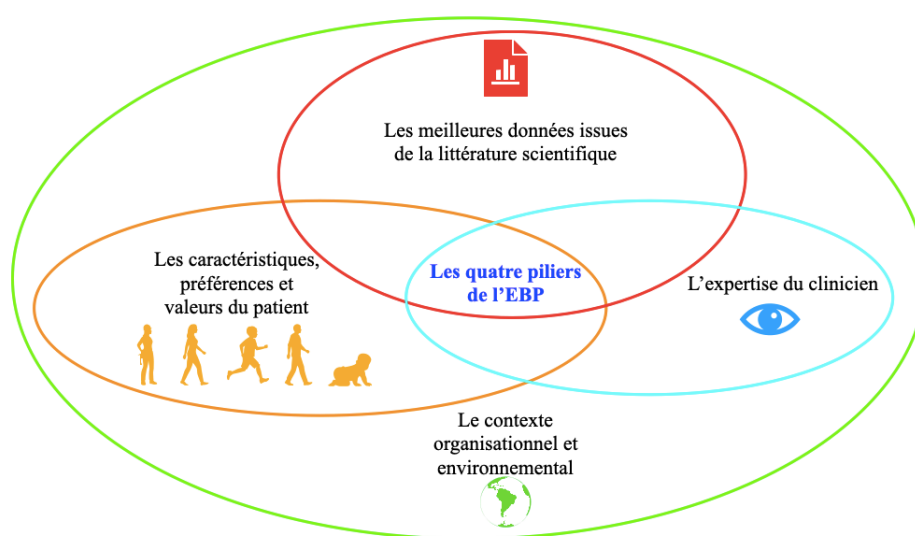 Les meilleures données issues
de la littérature scientifique
Les caractéristiques,
préférences et
valeurs du patient
Les quatre piliers
de l’EBP
L’expertise du clinicien
Le contexte
organisationnel et
environnemental